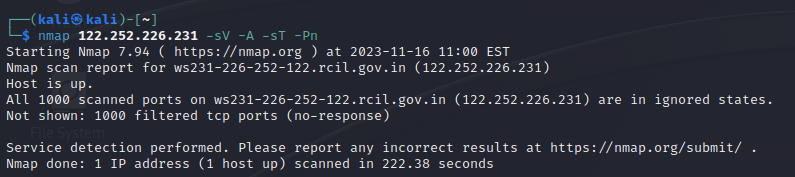 ┌──(kali㉿kali)-[~]
└─$ nmap 122.252.226.231 -sV -A -sT -Pn
Starting Nmap 7.94 ( https://nmap.org ) at 2023-11-16 11:00 EST
Nmap scan report for ws231-226-252-122.rcil.gov.in (122.252.226.231)
Host is up.
All 1000 scanned ports on ws231-226-252-122.rcil.gov.in (122.252.226.231) are in ignored states.
Not shown: 1000 filtered tcp ports (no-response)
File System
Service detection performed. Please report any incorrect results at https://nmap.org/submit/ .
Nmap done: 1 IP address (1 host up) scanned in 222.38 seconds